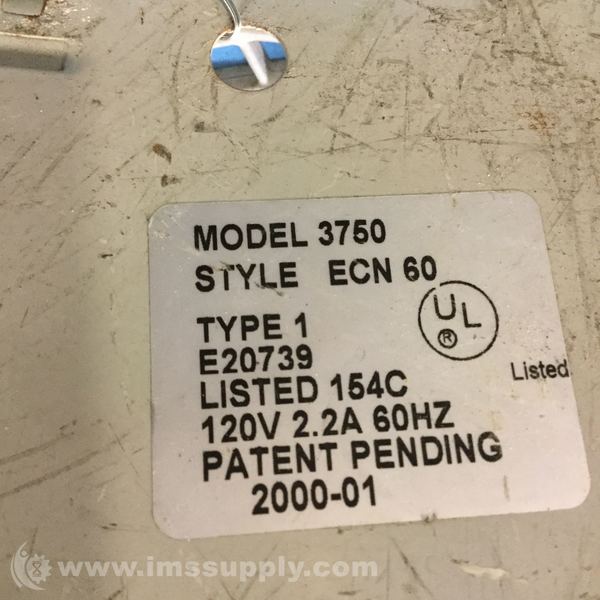 MODEL 3750
STYLE ECN 60
UL
®
TYPE 1
E20739
Listed
LISTED 154C
120V 2.2A 60HZ
PATENT PENDING
2000-01
www.imssupply.com